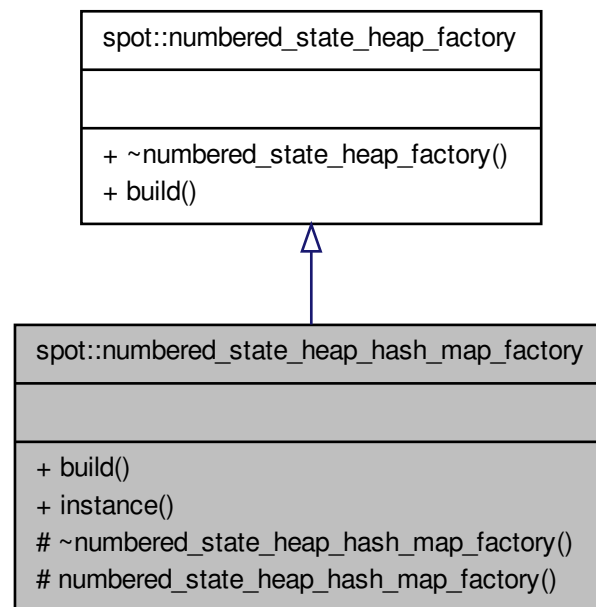 spot::numbered_state_heap_factory
+ ~numbered_state_heap_factory()
+ build()
spot::numbered_state_heap_hash_map_factory
+ build()
+ instance()
# ~numbered_state_heap_hash_map_factory()
# numbered_state_heap_hash_map_factory()